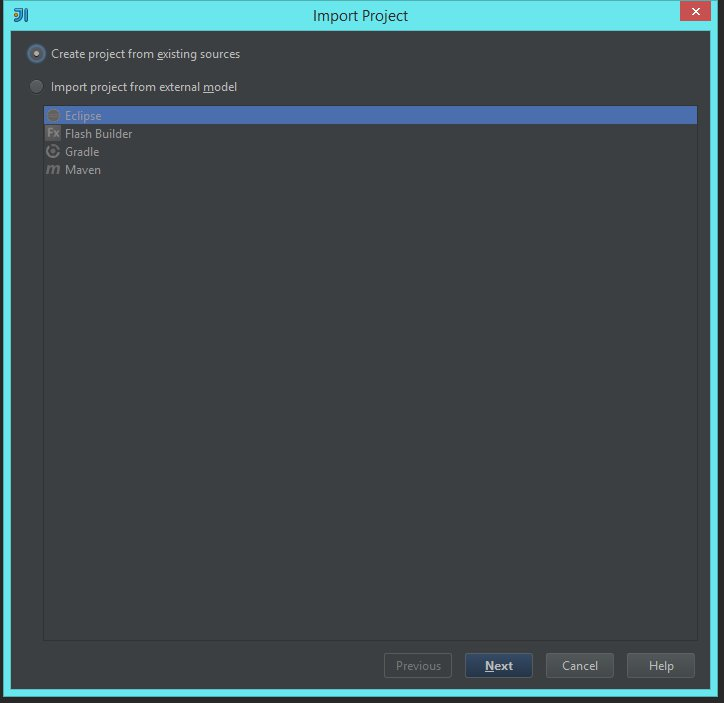 Import Project
Create project from existing sources
Import project from external model
Eclipse
Fx Flash Builder
Gradle
m Maven
Previous Next Cancel Help